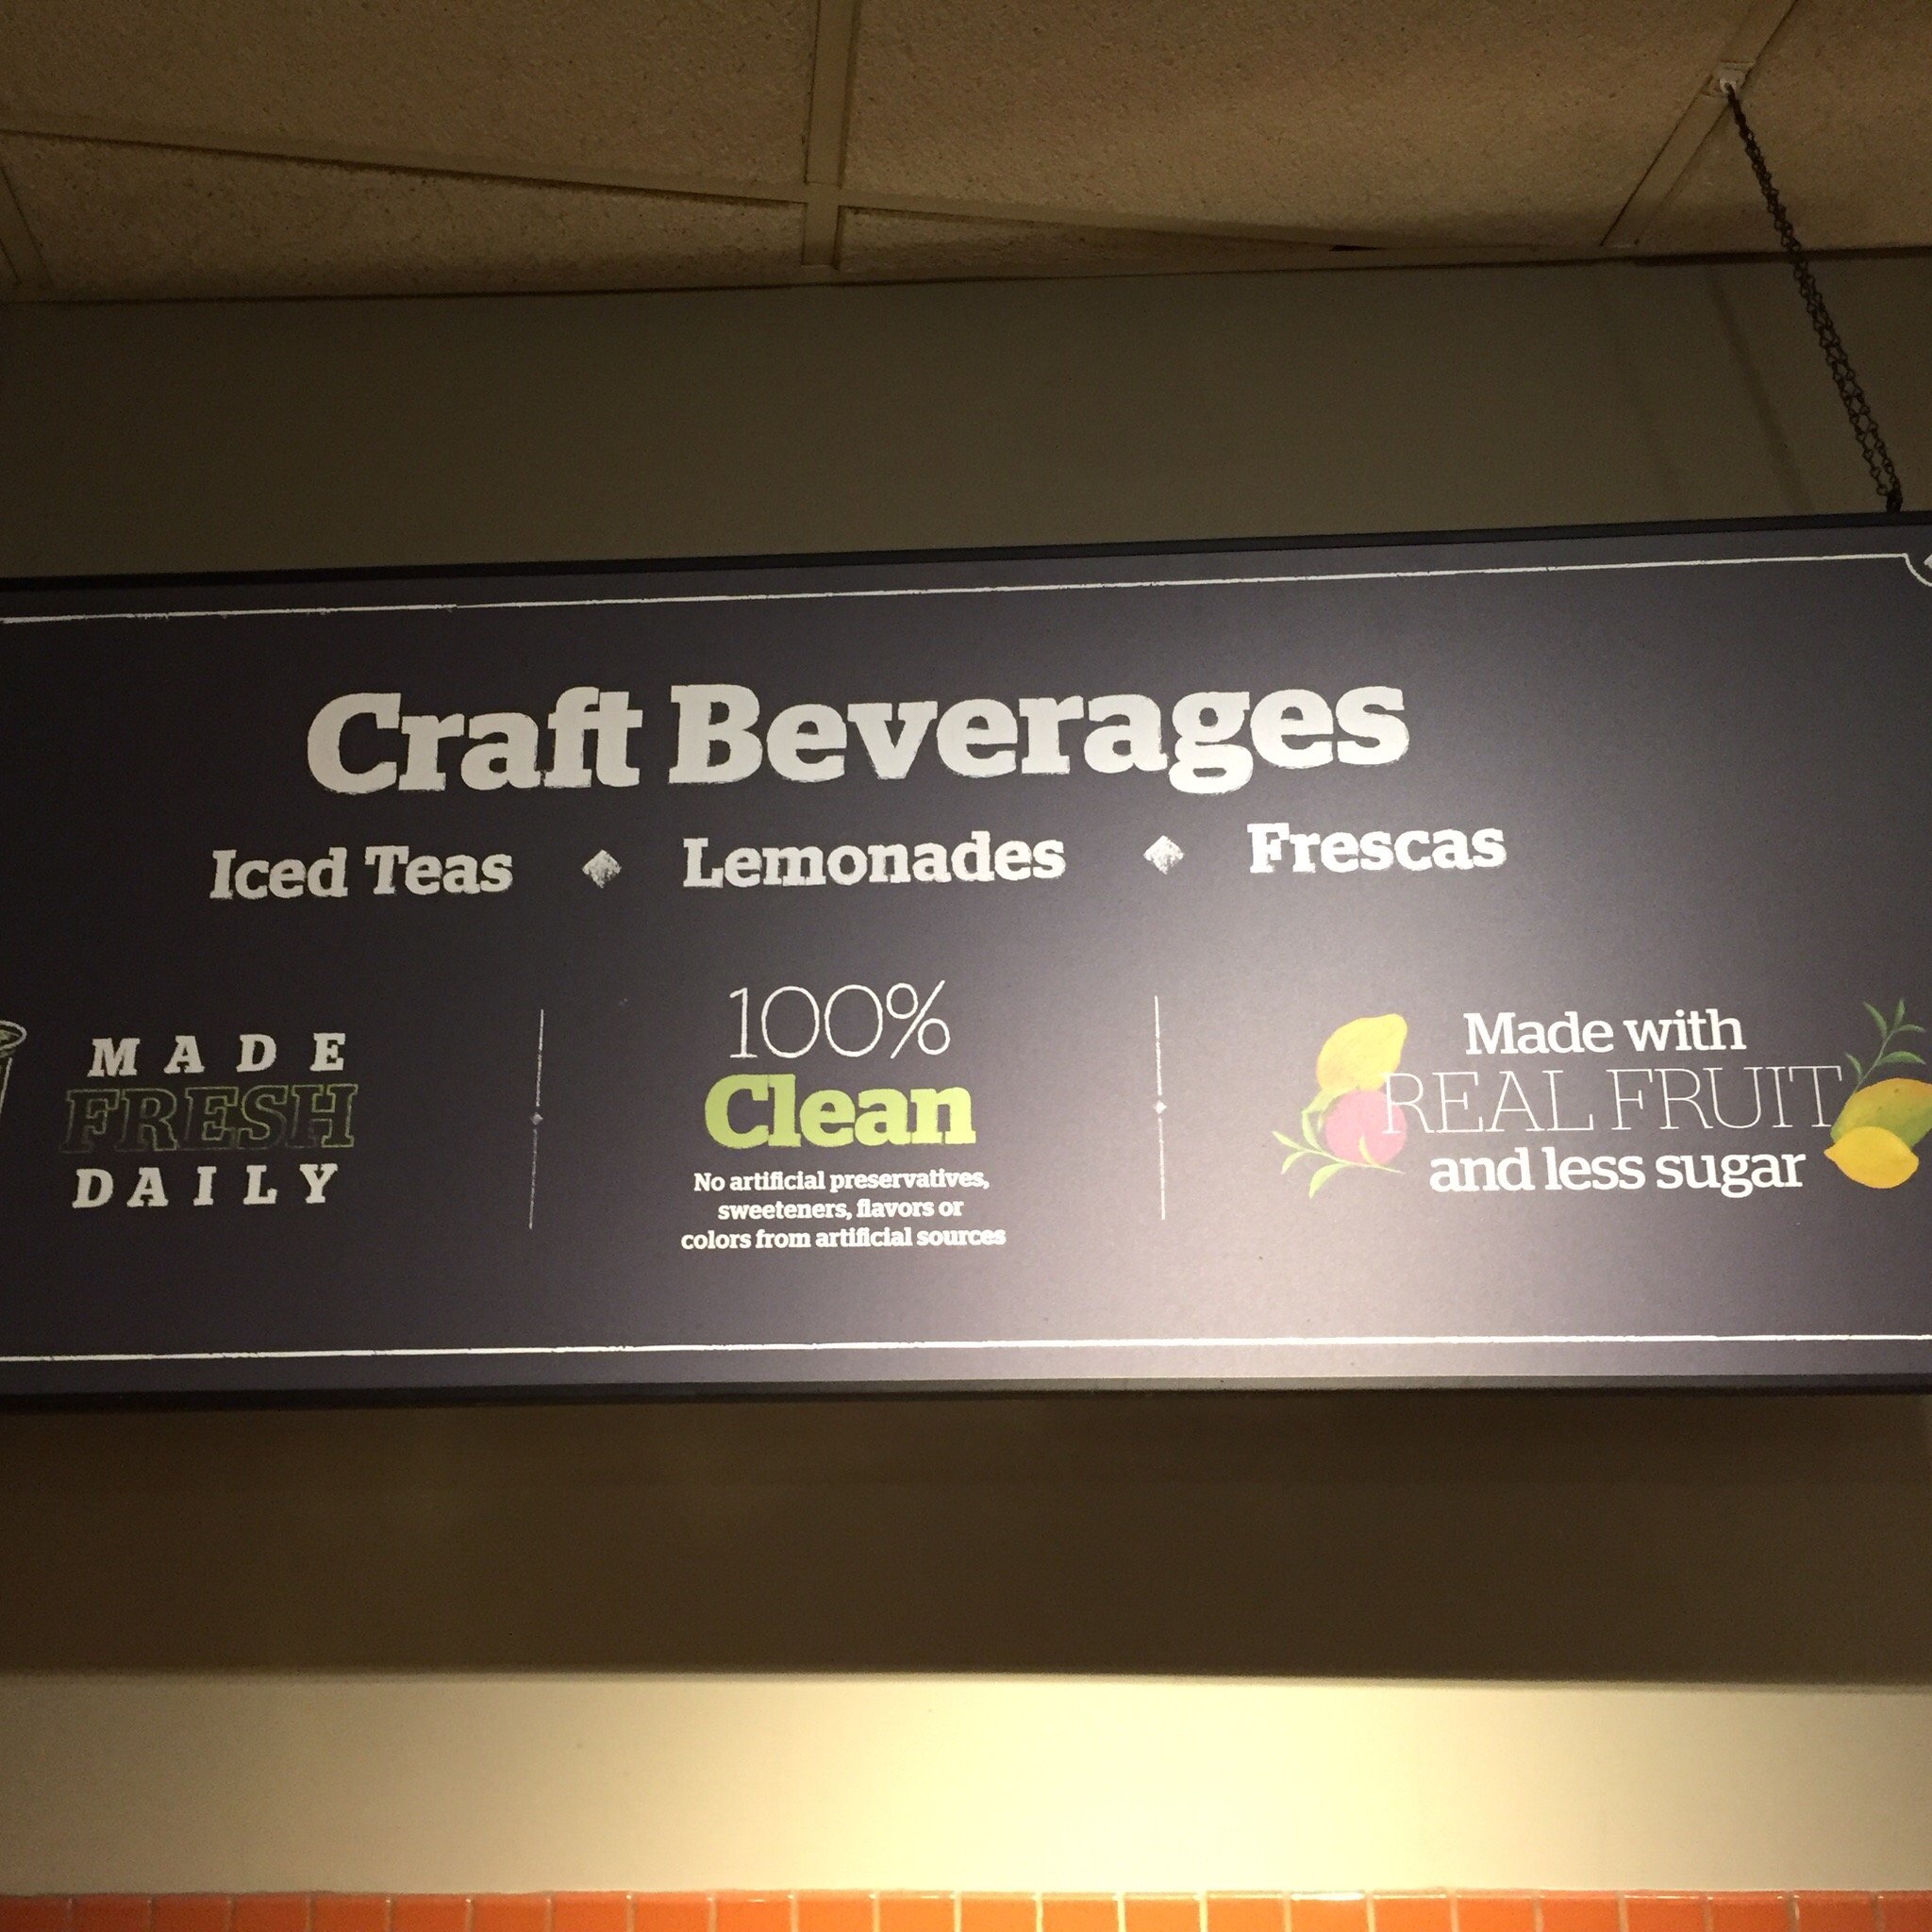 Craft Beverages
Iced Teas ◆ Lemonades ◆ Frescas
MADE
FRESH
DAILY
100%
Clean
No artificial preservatives,
sweeteners, flavors or
colors from artificial sources
Made with
REAL FRUIT
and less sugar